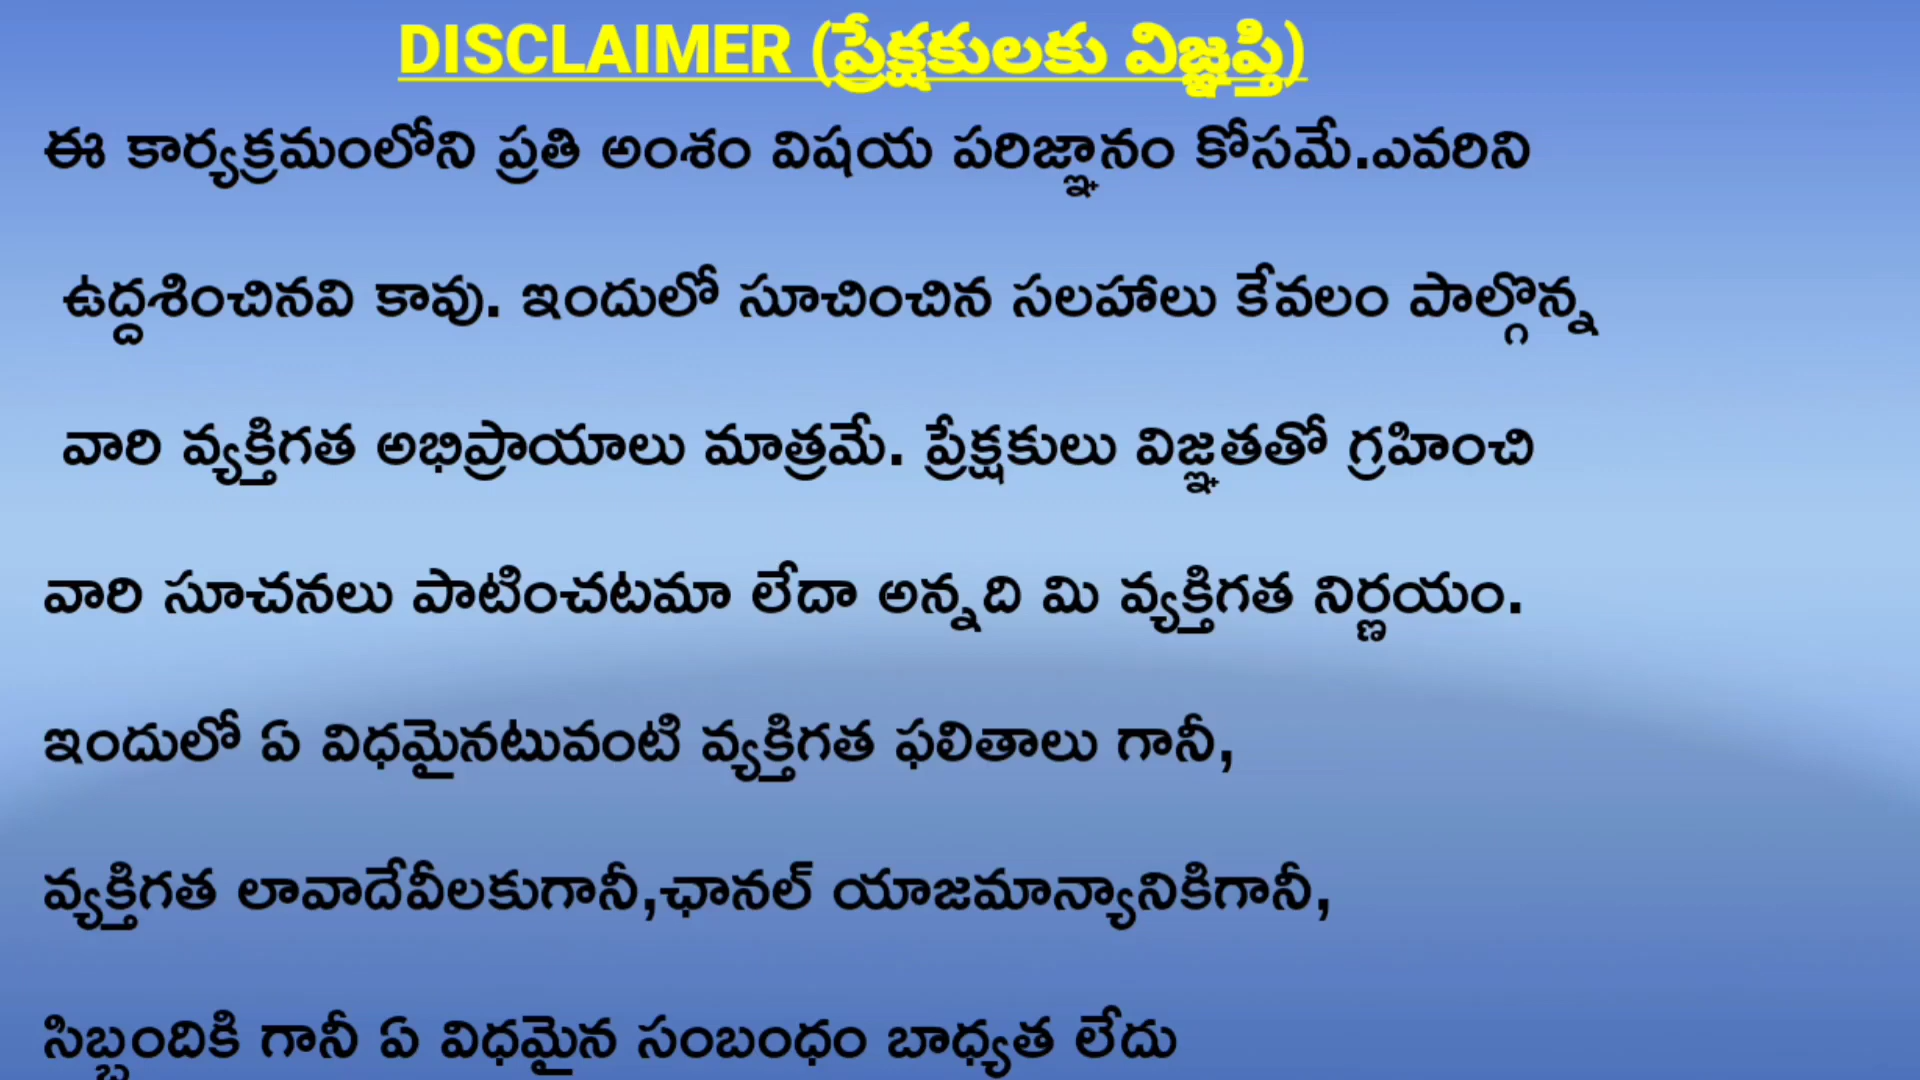 DISCLAIMER (ప్రేక్షకులకు విజ్ఞప్తి)
ఈ కార్యక్రమంలోని ప్రతి అంశం విషయ పరిజ్ఞానం కోసమే.ఎవరిని
ఉద్దశించినవి కావు. ఇందులో సూచించిన సలహాలు కేవలం పాల్గొన్న
వారి వ్యక్తిగత అభిప్రాయాలు మాత్రమే. ప్రేక్షకులు విజ్ఞతతో గ్రహించి
వారి సూచనలు పాటించటమా లేదా అన్నది మి వ్యక్తిగత నిర్ణయం.
ఇందులో ఏ విధమైనటువంటి వ్యక్తిగత ఫలితాలు గానీ,
వ్యక్తిగత లావాదేవీలకుగానీ,ఛానల్ యాజమాన్యానికిగానీ,
సిబ్బందికి గానీ ఏ విధమైన సంబంధం బాధ్యత లేదు